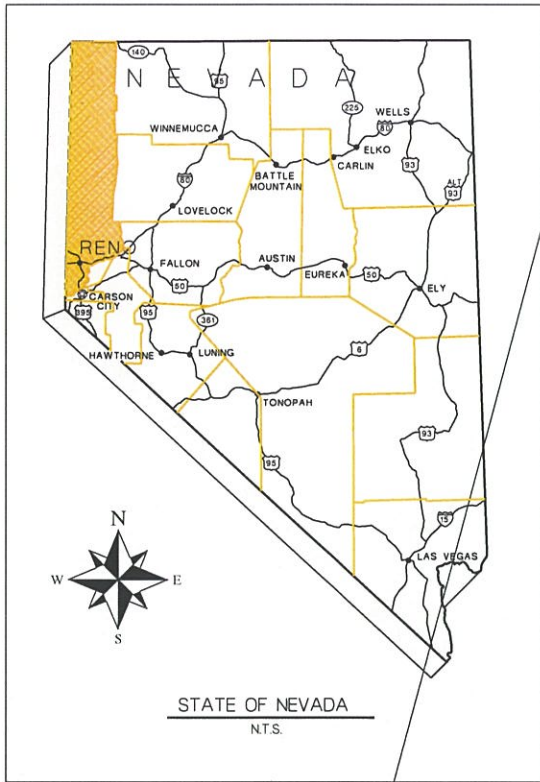 140
95
N E V A D A
225
WELLS
80
WINNEMUCCA
ELKO
CARLIN
93
BATTLE
MOUNTAIN
ALT
93
80
LOVELOCK
RENO
FALLON
AUSTIN
EUREKA
50
50
ELY
CARSON
CITY
395
95
361
HAWTHORNE
LUNING
6
TONOPAH
93
95
15
LAS VEGAS
N
W
E
S
STATE OF NEVADA
N.T.S.